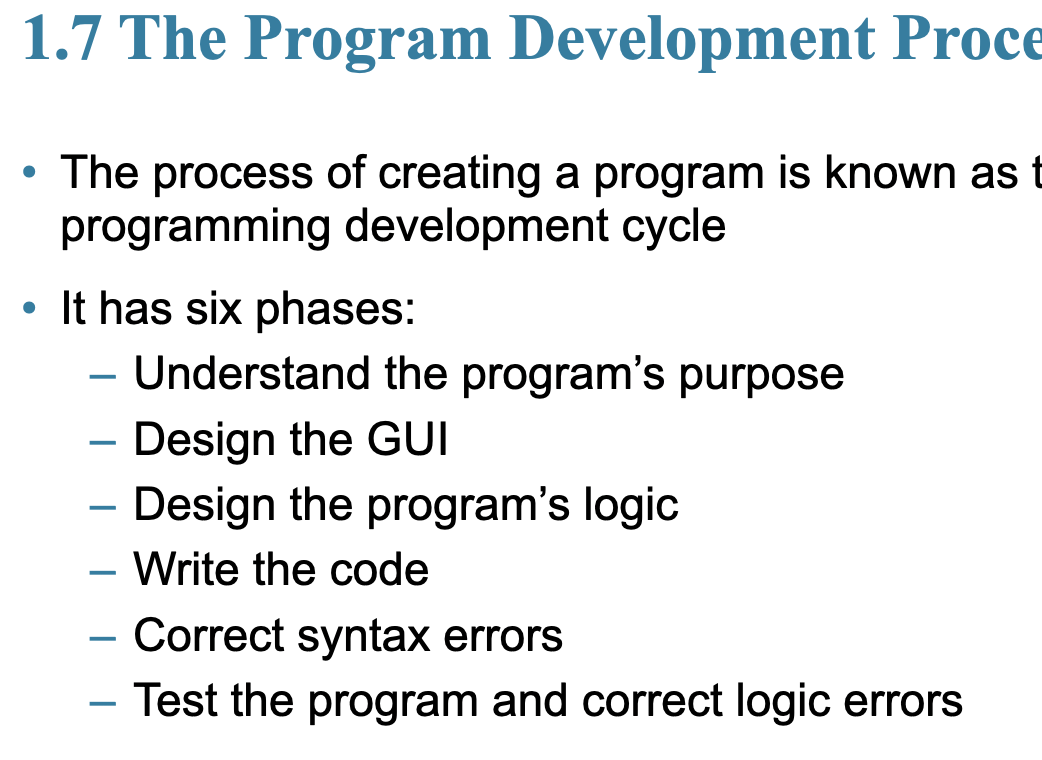 1.7 The Program Development Proce
• The process of creating a program is known as t
programming development cycle
• It has six phases:
– Understand the program’s purpose
– Design the GUI
– Design the program’s logic
– Write the code
– Correct syntax errors
– Test the program and correct logic errors